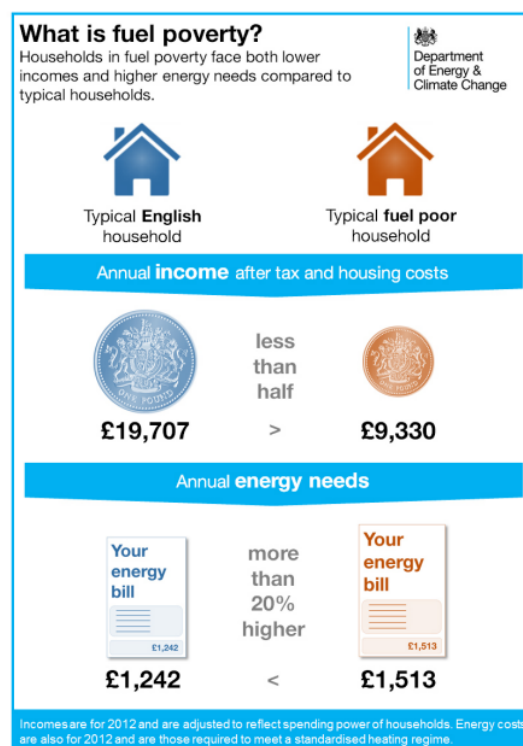 What is fuel poverty?
Households in fuel poverty face both lower
incomes and higher energy needs compared to
typical households.
Department
of Energy &
Climate Change
Typical English
household
Typical fuel poor
household
Annual income after tax and housing costs
ONE POUND
less
than
half
ONE POUND
£19,707
>
£9,330
Annual energy needs
Your
energy
bill
£1,242
more
than
20%
higher
Your
energy
bill
£1,513
£1,242
<
£1,513
Incomes are for 2012 and are adjusted to reflect spending power of households. Energy costs
are also for 2012 and are those required to meet a standardised heating regime.